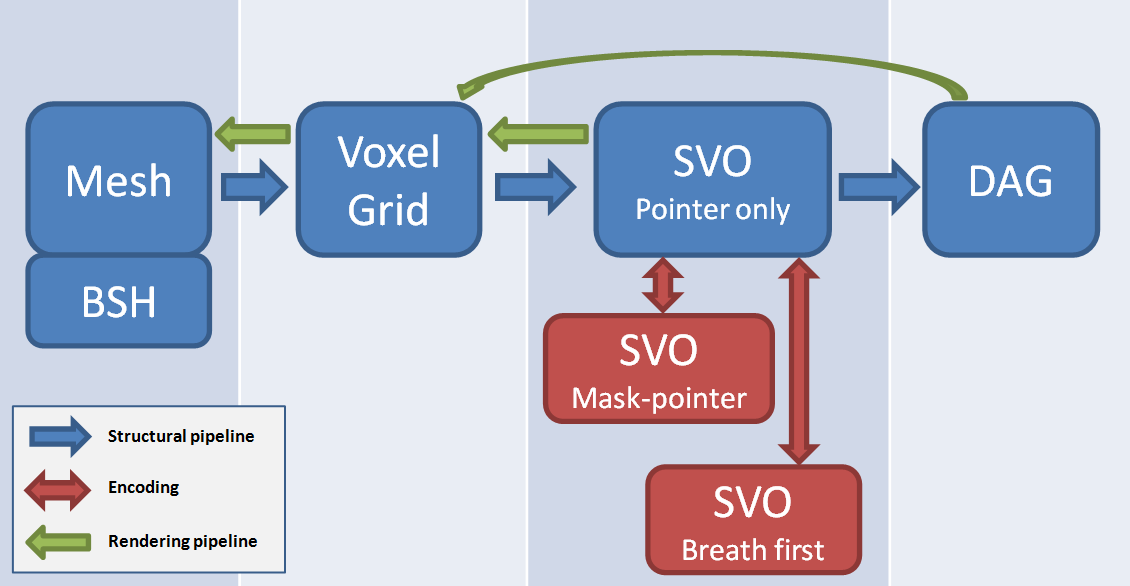 Mesh
BSH
Voxel
Grid
SVO
Pointer only
DAG
SVO
Mask-pointer
SVO
Breath first
Structural pipeline
Encoding
Rendering pipeline